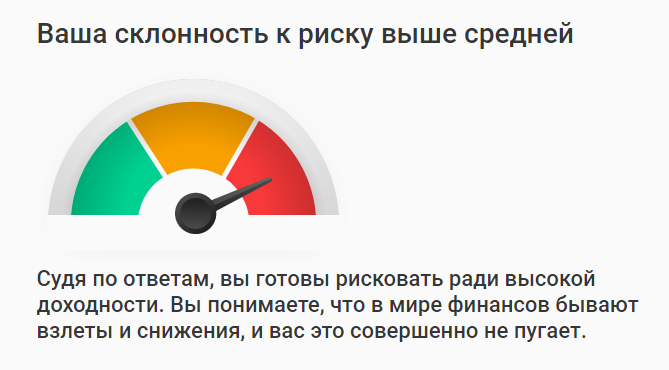 Ваша склонность к риску выше средней
Судя по ответам, вы готовы рисковать ради высокой
доходности. Вы понимаете, что в мире финансов бывают
взлеты и снижения, и вас это совершенно не пугает.